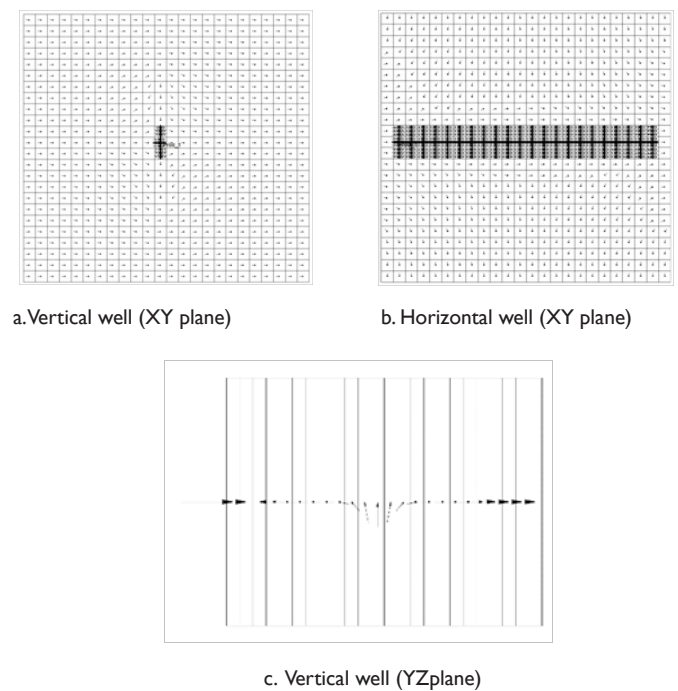 a.Vertical well (XY plane)
b. Horizontal well (XY plane)
c. Vertical well (YZplane)